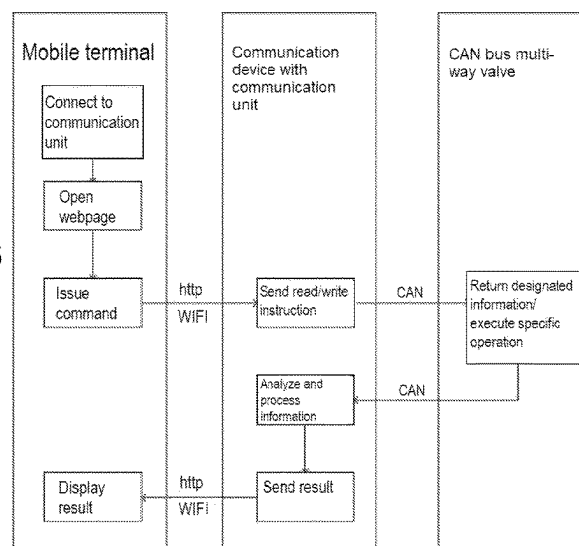 Mobile terminal
Communication
device with
communication
unit
CAN bus multi-
way valve
Connect to
communication
unit
Open
webpage
Issue
command
http
WIFI
Send read/write
instruction
CAN
Return designated
information/
execute specific
operation
Analyze and
process
information
CAN
Display
result
http
WIFI
Send result